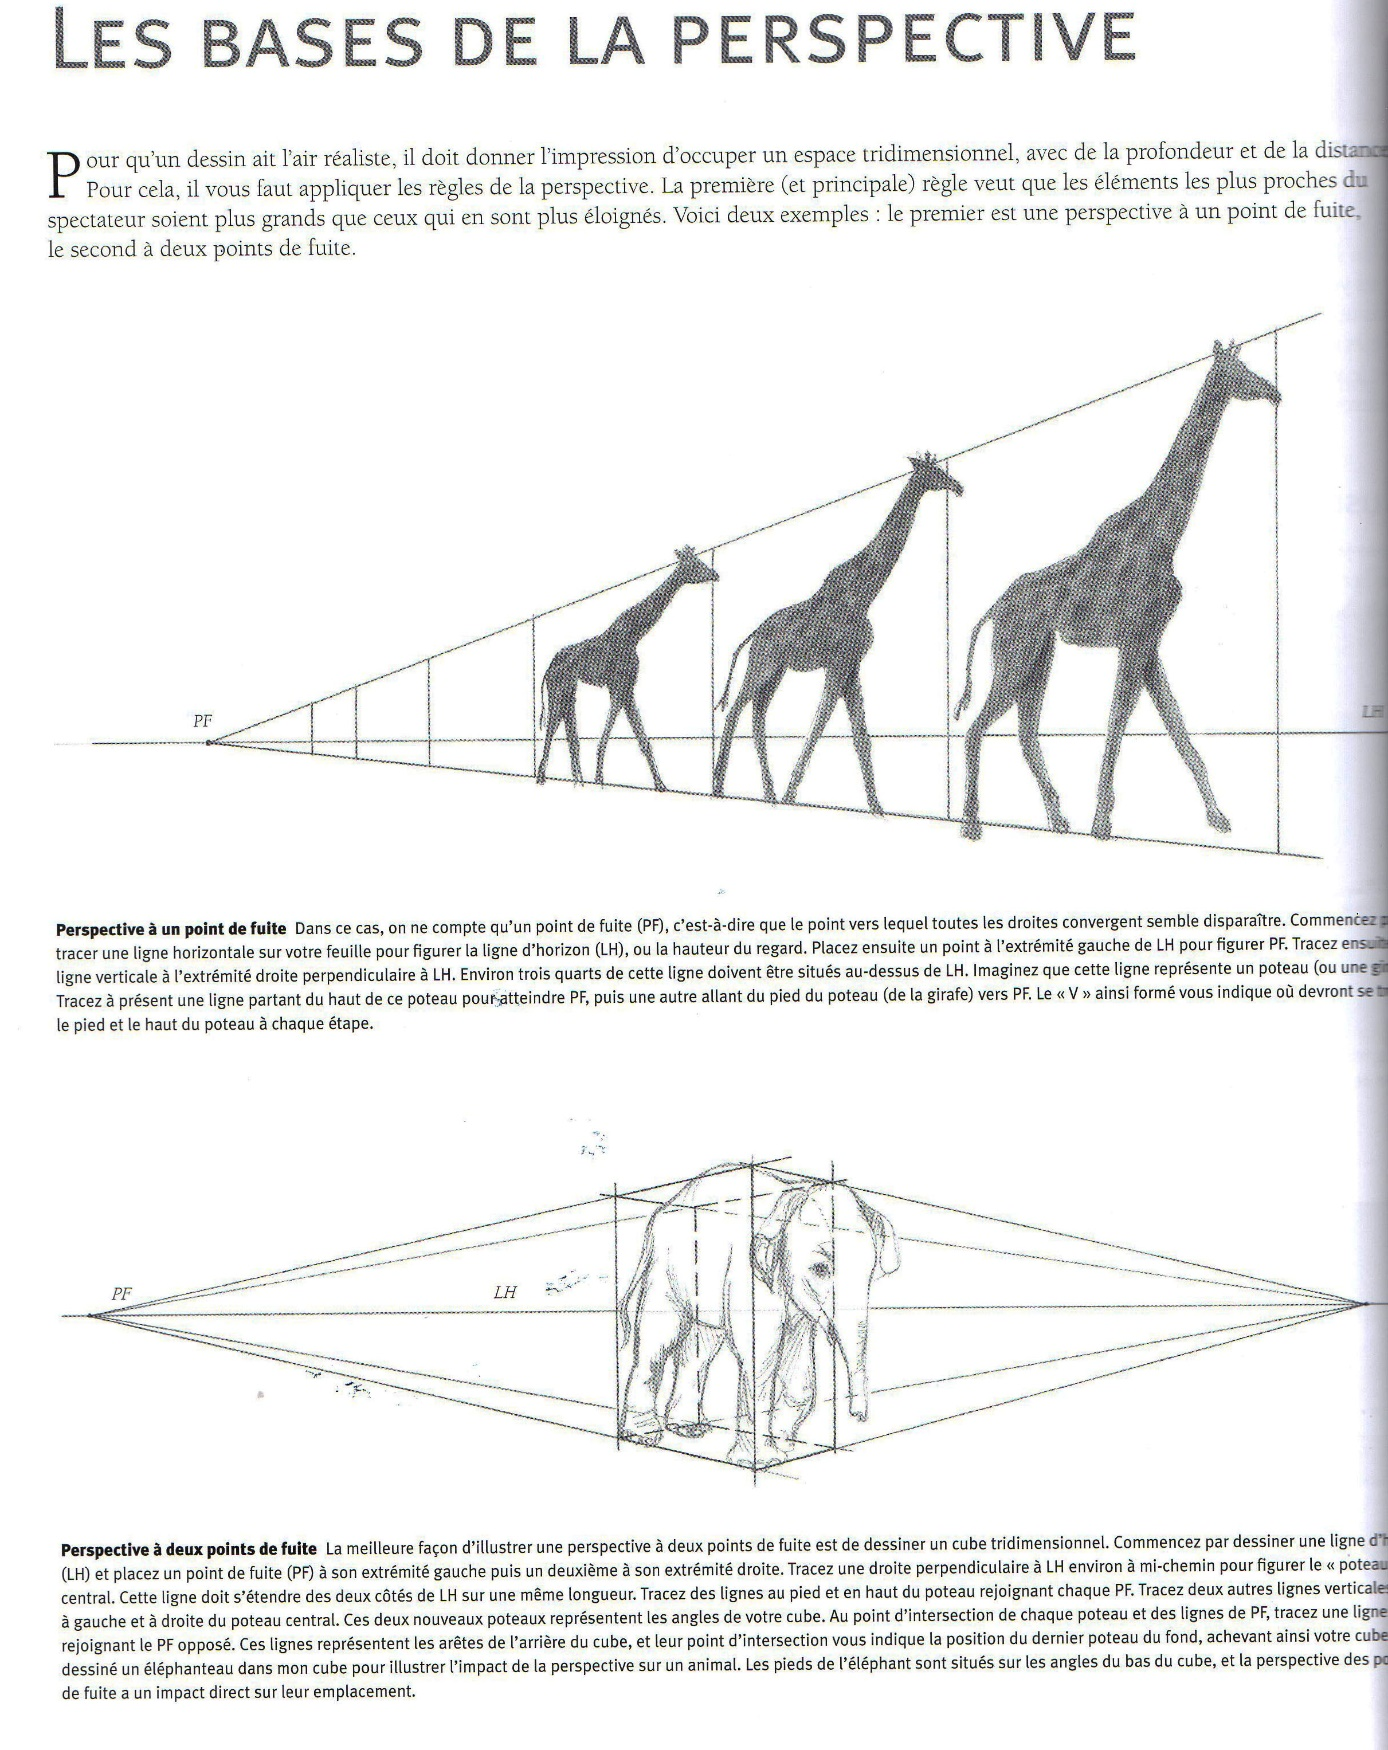 LES BASES DE LA PERSPECTIVE
Pour qu'un dessin ait l'air réaliste, il doit donner l'impression d'occuper un espace tridimensionnel, avec de la profondeur et de la distance
Pour cela, il vous faut appliquer les règles de la perspective. La première (et principale) règle veut que les éléments les plus proches du
spectateur soient plus grands que ceux qui en sont plus éloignés. Voici deux exemples : le premier est une perspective à un point de fuite,
le second à deux points de fuite.
PF
LH
Perspective à un point de fuite Dans ce cas, on ne compte qu'un point de fuite (PF), c'est-à-dire que le point vers lequel toutes les droites convergent semble disparaître. Commencez
tracer une ligne horizontale sur votre feuille pour figurer la ligne d'horizon (LH), ou la hauteur du regard. Placez ensuite un point à l'extrémité gauche de LH pour figurer PF. Tracez
ligne verticale à l'extrémité droite perpendiculaire à LH. Environ trois quarts de cette ligne doivent être situés au-dessus de LH. Imaginez que cette ligne représente un poteau (ou une
Tracez à présent une ligne partant du haut de ce poteau pour atteindre PF, puis une autre allant du pied du poteau (de la girafe) vers PF. Le « V » ainsi formé vous indique où devront se
le pied et le haut du poteau à chaque étape.
PF
LH
Perspective à deux points de fuite La meilleure façon d'illustrer une perspective à deux points de fuite est de dessiner un cube tridimensionnel. Commencez par dessiner une ligne
(LH) et placez un point de fuite (PF) à son extrémité gauche puis un deuxième à son extrémité droite. Tracez une droite perpendiculaire à LH environ à mi-chemin pour figurer le « poteau
central. Cette ligne doit s'étendre des deux côtés de LH sur une même longueur. Tracez des lignes au pied et en haut du poteau rejoignant chaque PF. Tracez deux autres lignes verticales
à gauche et à droite du poteau central. Ces deux nouveaux poteaux représentent les angles de votre cube. Au point d'intersection de chaque poteau et des lignes de PF, tracez une ligne
rejoignant le PF opposé. Ces lignes représentent les arêtes de l'arrière du cube, et leur point d'intersection vous indique la position du dernier poteau du fond, achevant ainsi votre cube
dessiné un éléphanteau dans mon cube pour illustrer l'impact de la perspective sur un animal. Les pieds de l'éléphant sont situés sur les angles du bas du cube, et la perspective des
de fuite a un impact direct sur leur emplacement.